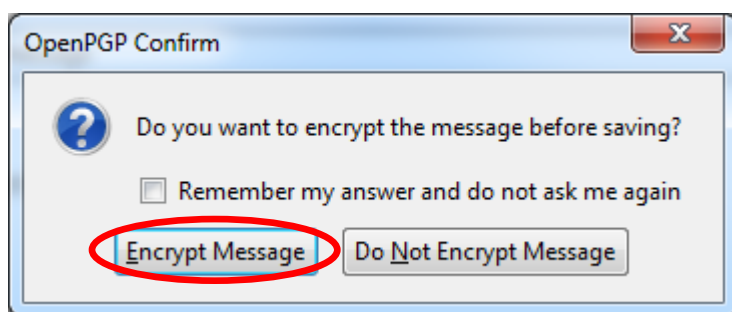 OpenPGP Confirm
Do you want to encrypt the message before saving?
Remember my answer and do not ask me again
Encrypt Message Do Not Encrypt Message